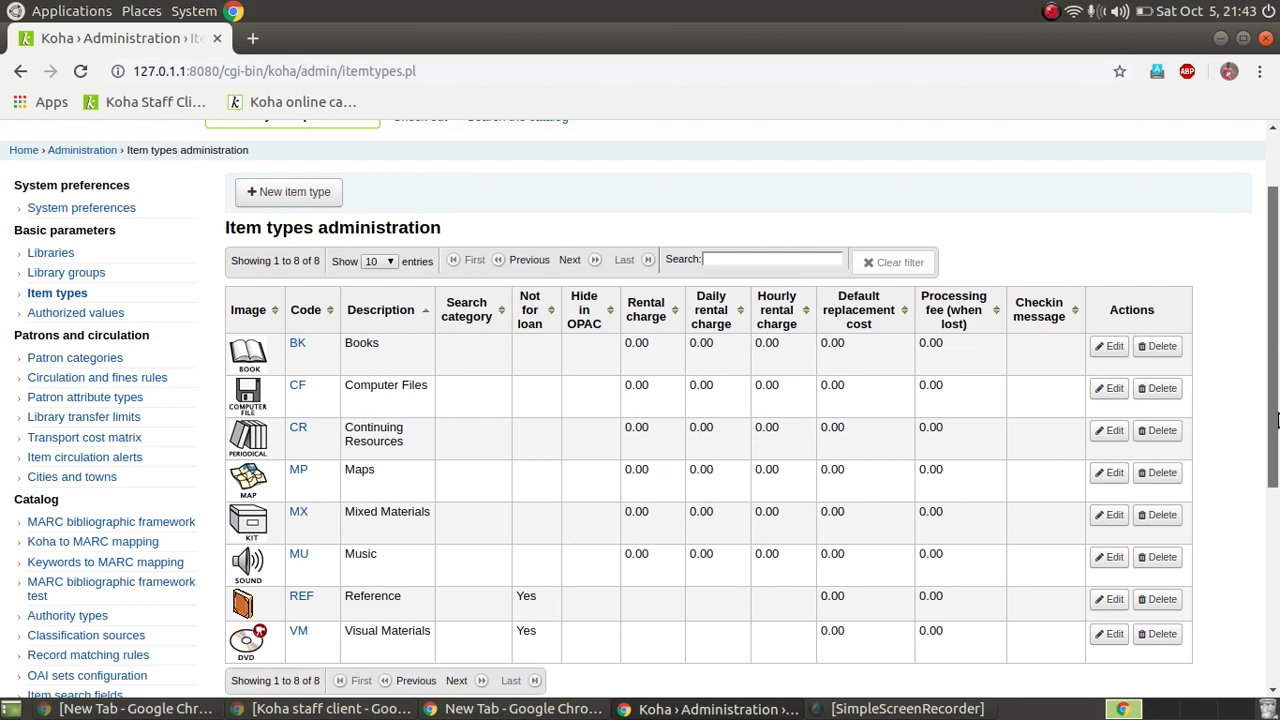 Applications Places System Sat Oct 5, 21:43
Koha › Administration › Ite
127.0.1.1:8080/cgi-bin/koha/admin/itemtypes.pl
Apps Koha Staff Cli... Koha online ca...
Home › Administration › Item types administration
System preferences
System preferences
Basic parameters
Libraries
Library groups
Item types
Authorized values
Patrons and circulation
Patron categories
Circulation and fines rules
Patron attribute types
Library transfer limits
Transport cost matrix
Item circulation alerts
Cities and towns
Catalog
MARC bibliographic framework
Koha to MARC mapping
Keywords to MARC mapping
MARC bibliographic framework
test
Authority types
Classification sources
Record matching rules
OAI sets configuration
Item search fields
New item type
Item types administration
Showing 1 to 8 of 8 Show 10 entries First Previous Next Last Search: Clear filter
Image Code Description Search category Not for loan Hide in OPAC Rental charge Daily rental charge Hourly rental charge Default replacement cost Processing fee (when lost) Checkin message Actions
BOOK BK Books 0.00 0.00 0.00 0.00 0.00 Edit Delete
COMPUTER FILE CF Computer Files 0.00 0.00 0.00 0.00 0.00 Edit Delete
PERIODICAL CR Continuing Resources 0.00 0.00 0.00 0.00 0.00 Edit Delete
MAP MP Maps 0.00 0.00 0.00 0.00 0.00 Edit Delete
KIT MX Mixed Materials 0.00 0.00 0.00 0.00 0.00 Edit Delete
SOUND MU Music 0.00 0.00 0.00 0.00 0.00 Edit Delete
REF Reference Yes 0.00 0.00 Edit Delete
DVD VM Visual Materials Yes 0.00 0.00 Edit Delete
Showing 1 to 8 of 8 First Previous Next Last
[New Tab - Google Chr... [Koha staff client - Goo... New Tab - Google Chro... Koha › Administration ›... [SimpleScreenRecorder]